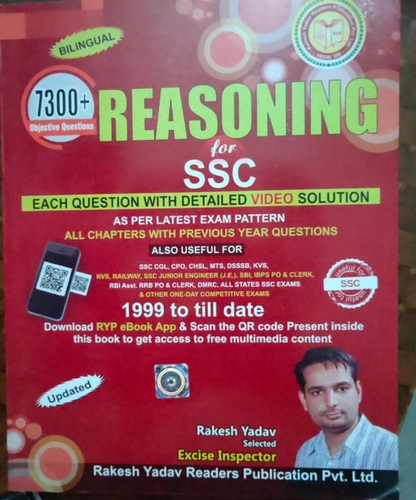 BILINGUAL
7300+
Objective Questions
REASONING
for
SSC
EACH QUESTION WITH DETAILED VIDEO SOLUTION
AS PER LATEST EXAM PATTERN
ALL CHAPTERS WITH PREVIOUS YEAR QUESTIONS
ALSO USEFUL FOR
SSC CGL, CPO, CHSL, MTS, DSSSB, KVS,
NVS, RAILWAY, SSC JUNIOR ENGINEER (J.E.), SBI, IBPS PO & CLERK,
RBI Asst. RRB PO & CLERK, DMRC, ALL STATES SSC EXAMS
& OTHER ONE-DAY COMPETITIVE EXAMS
SSC
1999 to till date
Download RYP eBook App & Scan the QR code Present inside
this book to get access to free multimedia content
Updated
Rakesh Yadav
Selected
Excise Inspector
Rakesh Yadav Readers Publication Pvt. Ltd.